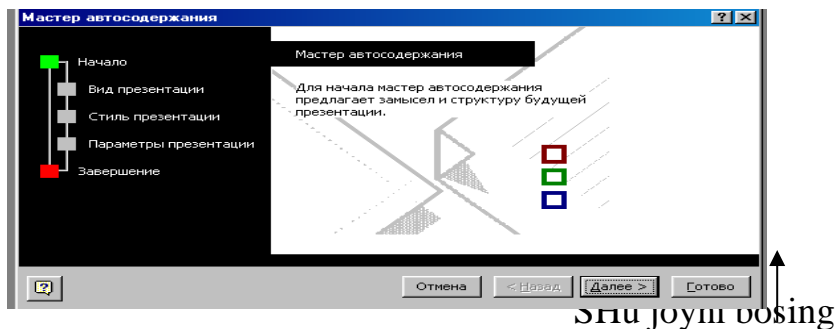 Мастер автосодержания
Начало
Вид презентации
Стиль презентации
Параметры презентации
Завершение
Мастер автосодержания
Для начала мастер автосодержания
предлагает замысел и структуру будущей
презентации.
Отмена
< Назад
Далее >
Готово
SHu joyni bosing